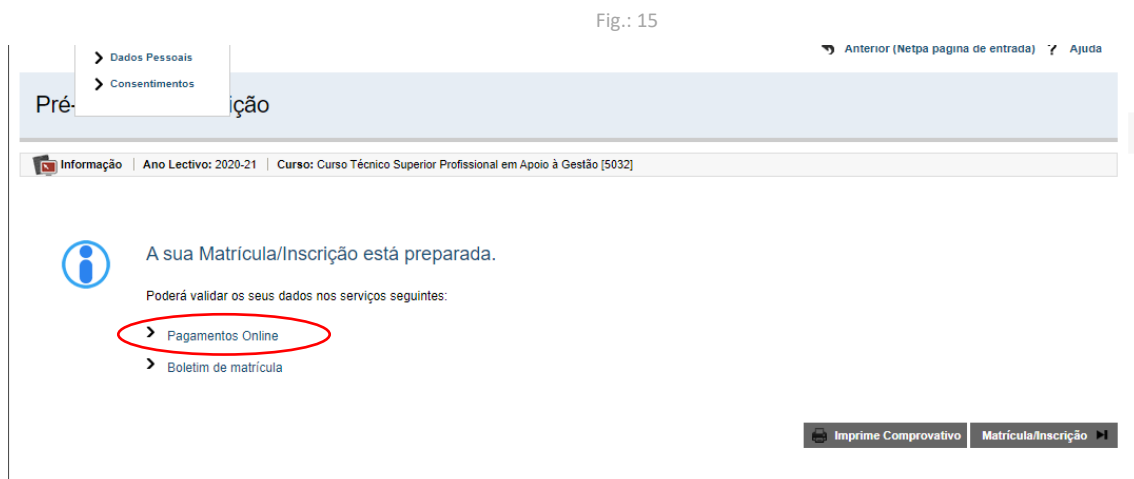 Fig.: 15
Dados Pessoais
Anterior (Netpa pagina de entrada) ? Ajuda
Consentimentos
Pré- ição
Informação | Ano Lectivo: 2020-21 | Curso: Curso Técnico Superior Profissional em Apoio à Gestão [5032]
A sua Matrícula/Inscrição está preparada.
Poderá validar os seus dados nos serviços seguintes:
Pagamentos Online
Boletim de matrícula
Imprime Comprovativo Matrícula/Inscrição